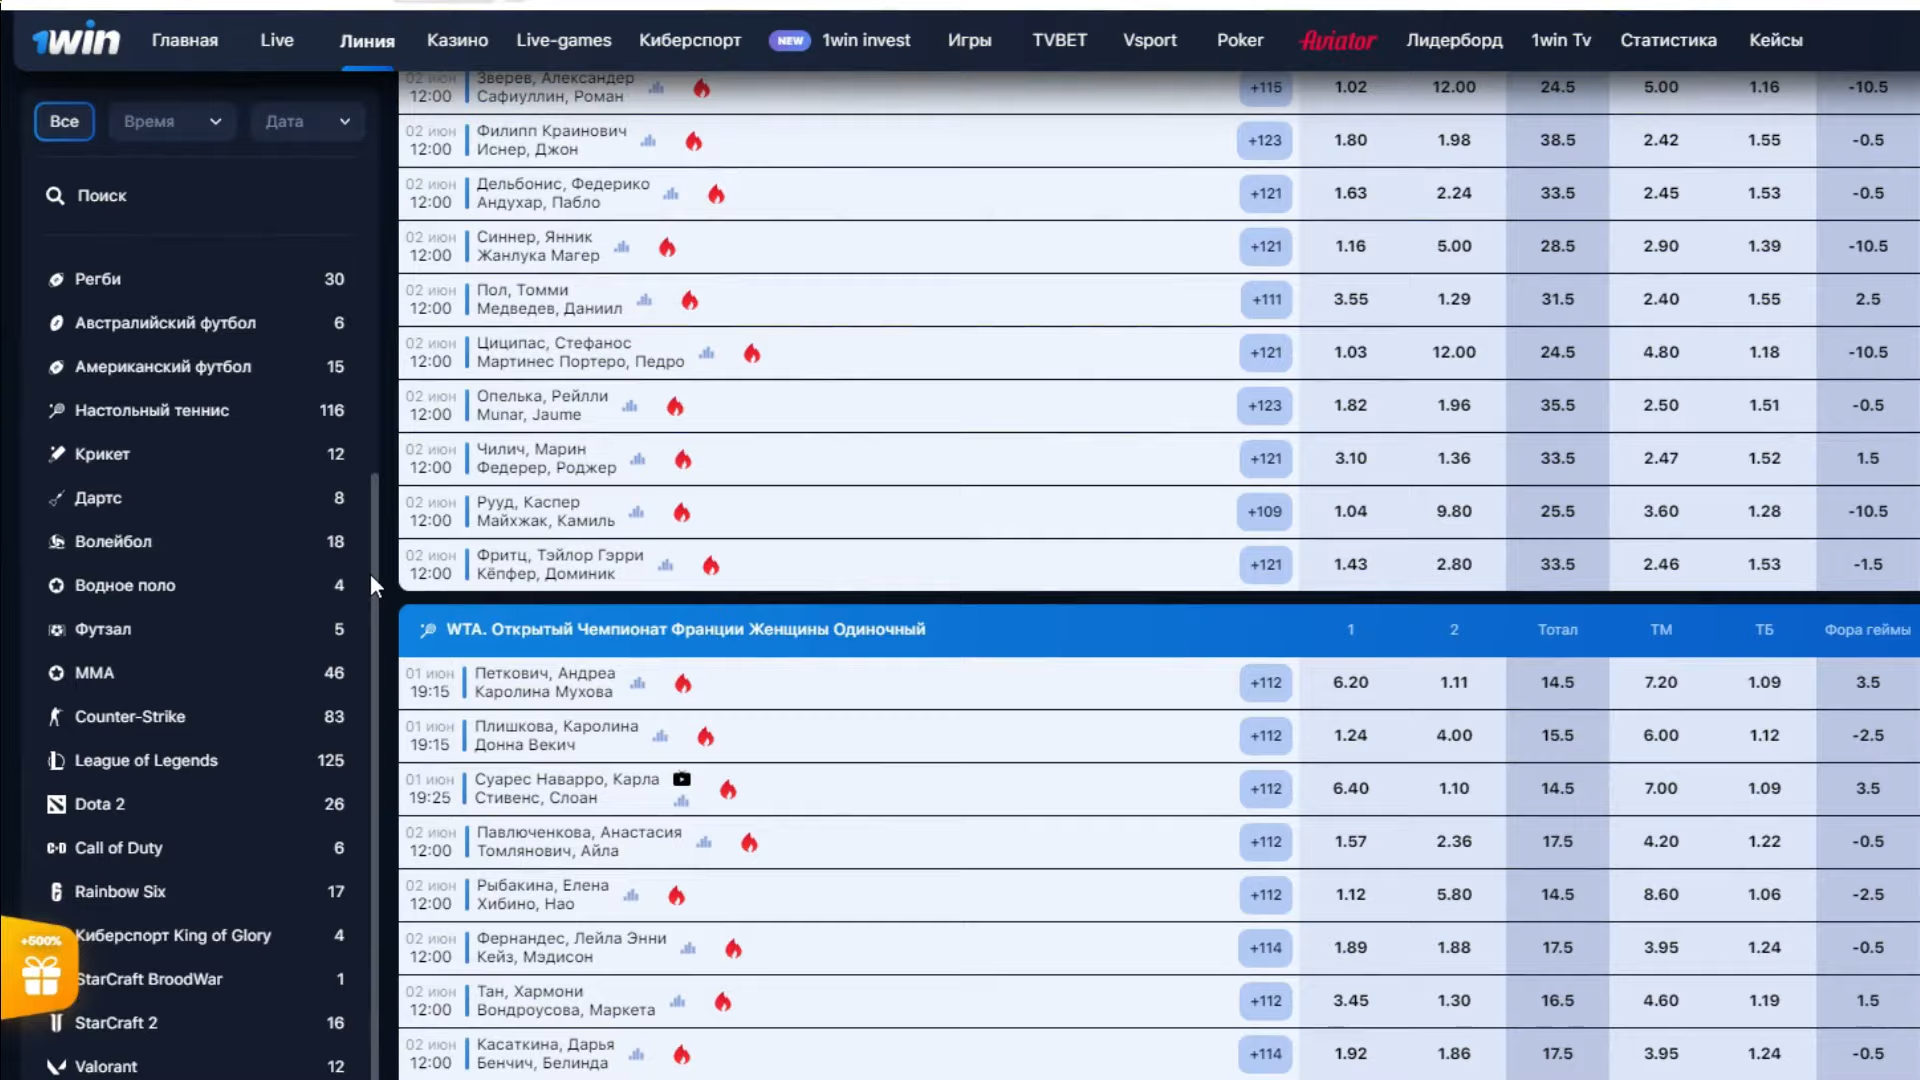 1win Главная Live Линия Казино Live-games Киберспорт NEW 1win invest Игры TVBET Vsport Poker Aviator Лидерборд 1win Tv Статистика Кейсы
Все Время Дата
Поиск
Регби 30
Австралийский футбол 6
Американский футбол 15
Настольный теннис 116
Крикет 12
Дартс 8
Волейбол 18
Водное поло 4
Футзал 5
ММА 46
Counter-Strike 83
League of Legends 125
Dota 2 26
Call of Duty 6
Rainbow Six 17
Киберспорт King of Glory 4
StarCraft BroodWar 1
StarCraft 2 16
Valorant 12
+500%
02 июн Зверев, Александер
12:00 Сафиуллин, Роман +115 1.02 12.00 24.5 5.00 1.16 -10.5
02 июн Филипп Краинович
12:00 Иснер, Джон +123 1.80 1.98 38.5 2.42 1.55 -0.5
02 июн Дельбонис, Федерико
12:00 Андухар, Пабло +121 1.63 2.24 33.5 2.45 1.53 -0.5
02 июн Синнер, Янник
12:00 Жанлука Магер +121 1.16 5.00 28.5 2.90 1.39 -10.5
02 июн Пол, Томми
12:00 Медведев, Даниил +111 3.55 1.29 31.5 2.40 1.55 2.5
02 июн Циципас, Стефанос
12:00 Мартинес Портеро, Педро +121 1.03 12.00 24.5 4.80 1.18 -10.5
02 июн Опелька, Рейлли
12:00 Munar, Jaume +123 1.82 1.96 35.5 2.50 1.51 -0.5
02 июн Чилич, Марин
12:00 Федерер, Роджер +121 3.10 1.36 33.5 2.47 1.52 1.5
02 июн Рууд, Каспер
12:00 Майхжак, Камиль +109 1.04 9.80 25.5 3.60 1.28 -10.5
02 июн Фритц, Тэйлор Гэрри
12:00 Кёпфер, Доминик +121 1.43 2.80 33.5 2.46 1.53 -1.5
WTA. Открытый Чемпионат Франции Женщины Одиночный 1 2 Тотал ТМ ТБ Фора геймы
01 июн Петкович, Андреа
19:15 Каролина Мухова +112 6.20 1.11 14.5 7.20 1.09 3.5
01 июн Плишкова, Каролина
19:15 Донна Векич +112 1.24 4.00 15.5 6.00 1.12 -2.5
01 июн Суарес Наварро, Карла
19:25 Стивенс, Слоан +112 6.40 1.10 14.5 7.00 1.09 3.5
02 июн Павлюченкова, Анастасия
12:00 Томлянович, Айла +112 1.57 2.36 17.5 4.20 1.22 -0.5
02 июн Рыбакина, Елена
12:00 Хибино, Нао +112 1.12 5.80 14.5 8.60 1.06 -2.5
02 июн Фернандес, Лейла Энни
12:00 Кейз, Мэдисон +114 1.89 1.88 17.5 3.95 1.24 -0.5
02 июн Тан, Хармони
12:00 Вондроусова, Маркета +112 3.45 1.30 16.5 4.60 1.19 1.5
02 июн Касаткина, Дарья
12:00 Бенчич, Белинда +114 1.92 1.86 17.5 3.95 1.24 -0.5